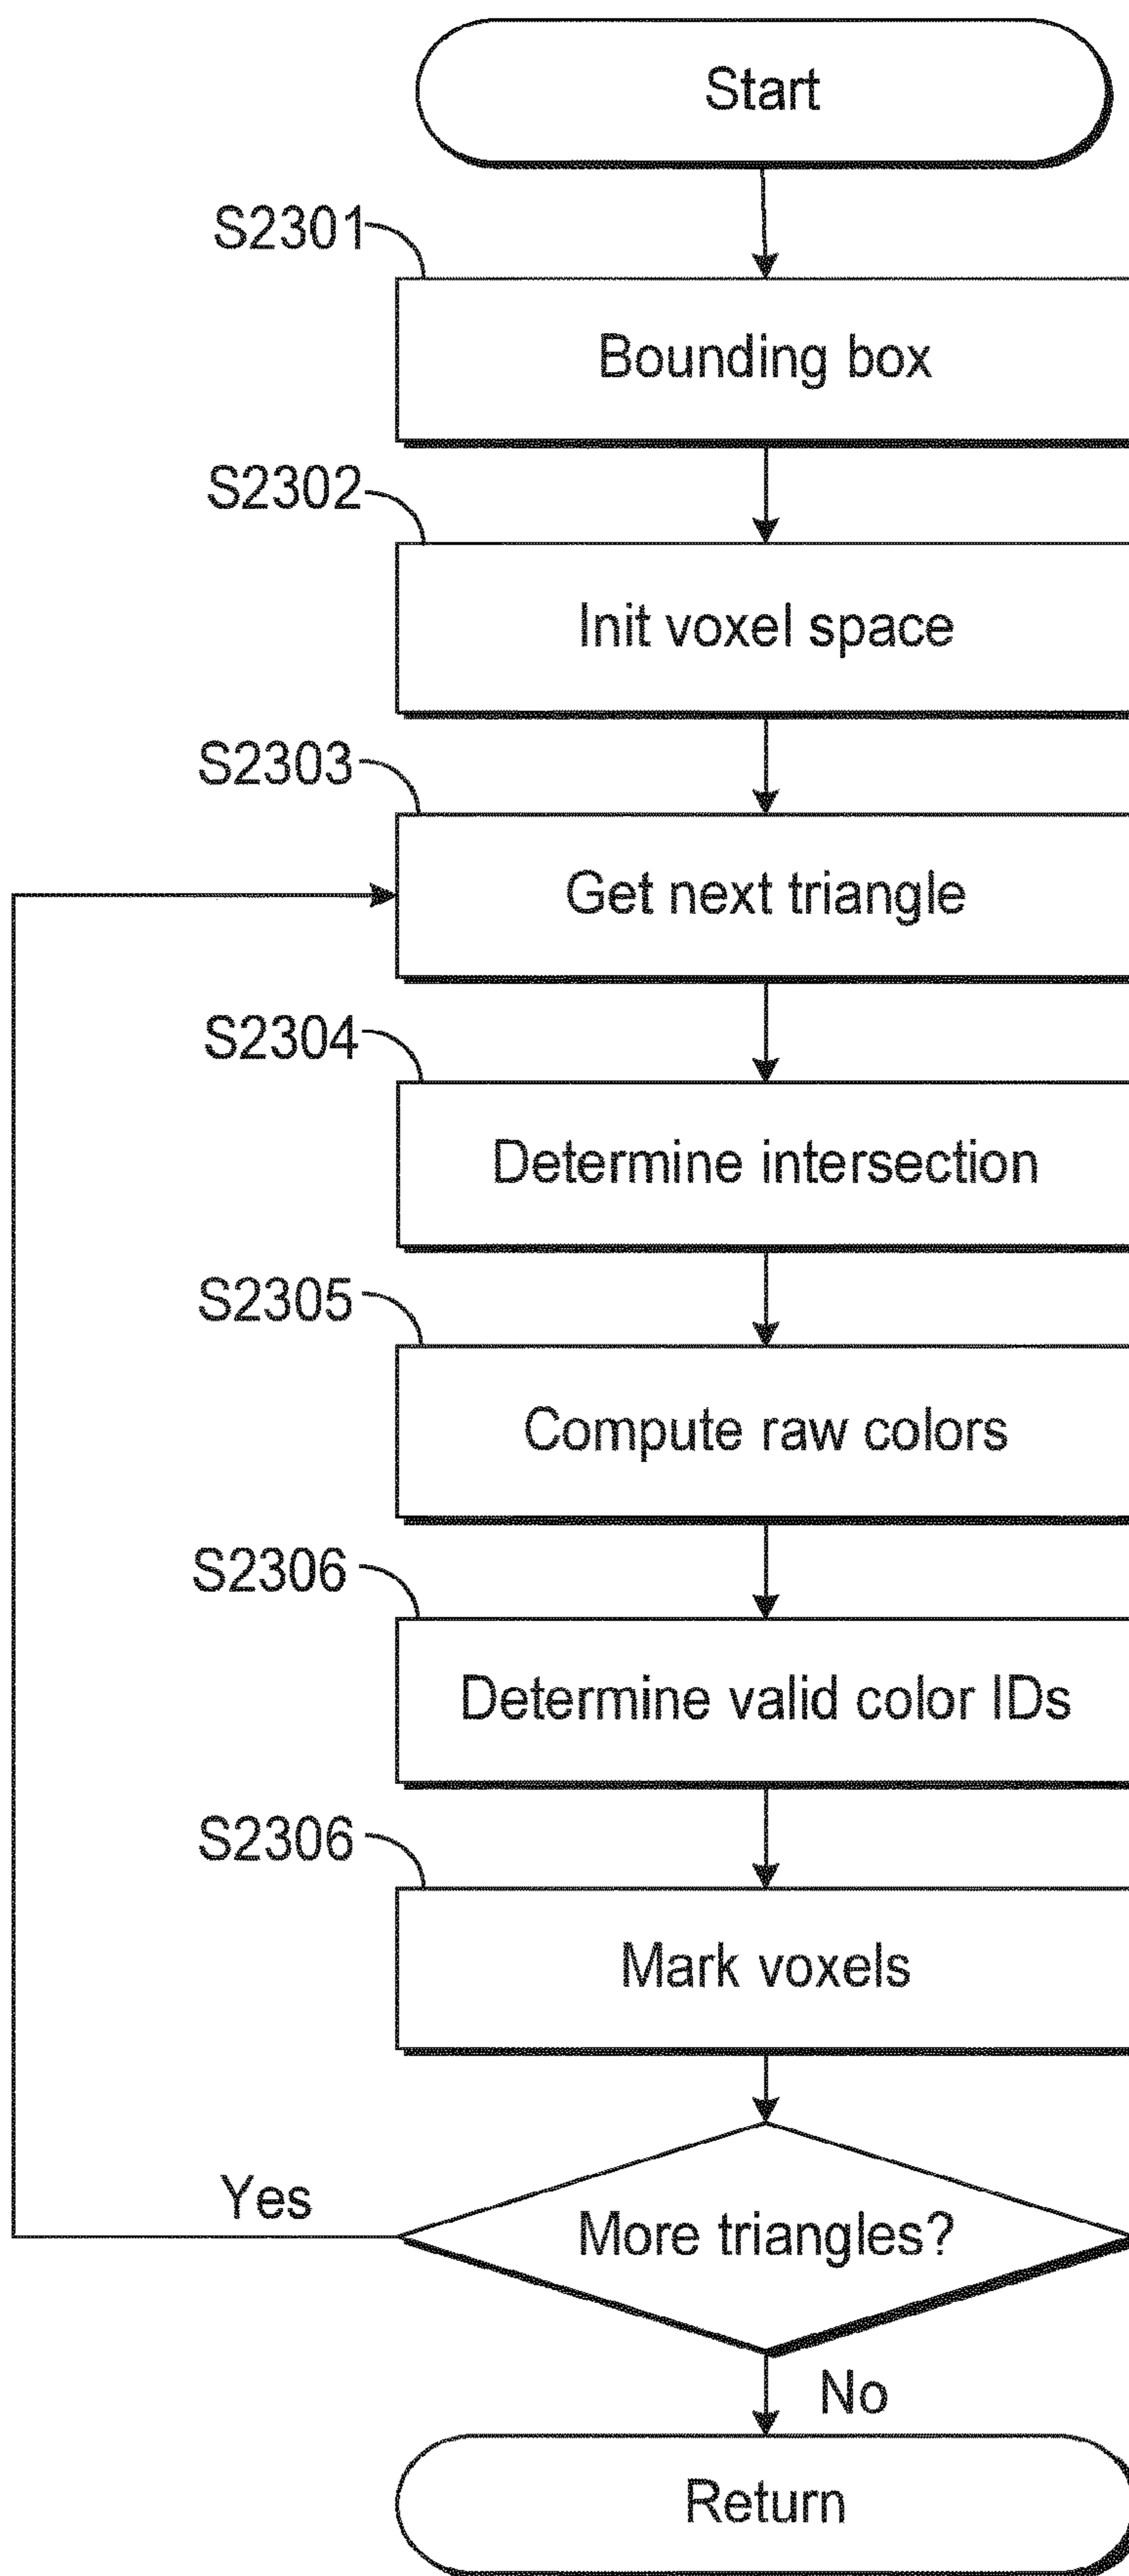 Start
S2301
Bounding box
S2302
Init voxel space
S2303
Get next triangle
S2304
Determine intersection
S2305
Compute raw colors
S2306
Determine valid color IDs
S2306
Mark voxels
Yes
More triangles?
No
Return